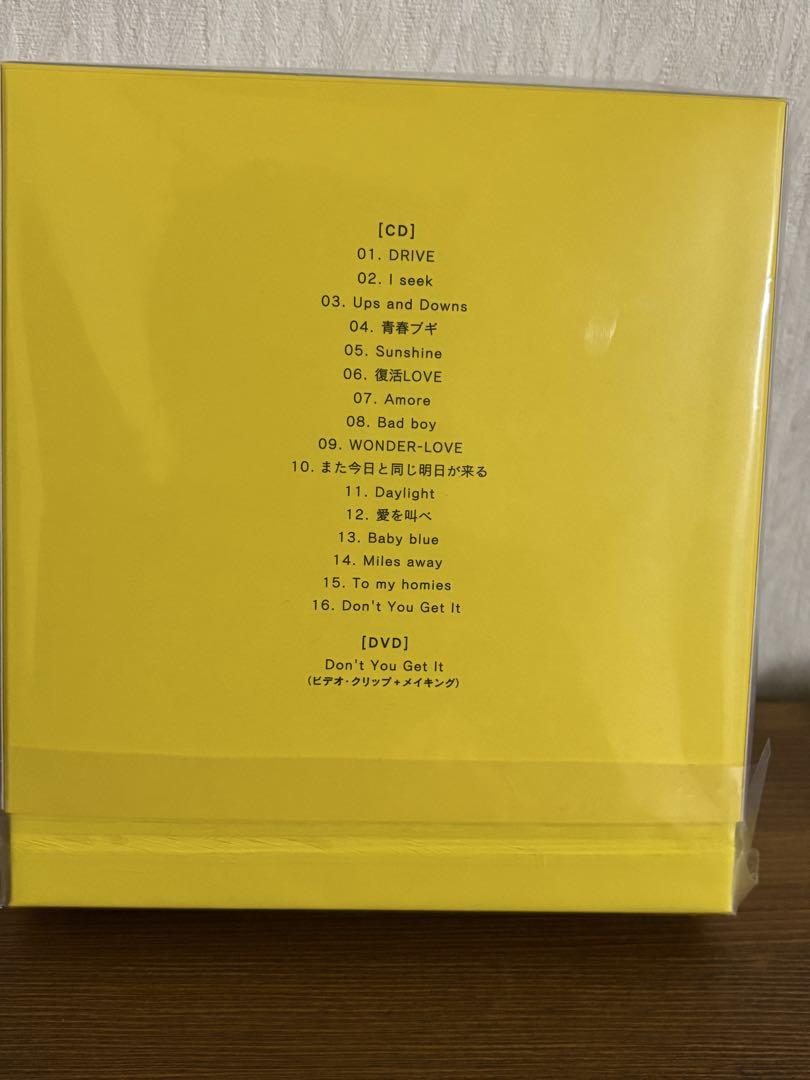 [CD]
01. DRIVE
02. I seek
03. Ups and Downs
04. 青春ブギ
05. Sunshine
06. 復活LOVE
07. Amore
08. Bad boy
09. WONDER-LOVE
10. また今日と同じ明日が来る
11. Daylight
12. 愛を叫べ
13. Baby blue
14. Miles away
15. To my homies
16. Don't You Get It
[DVD]
Don't You Get It
(ビデオ・クリップ+メイキング)